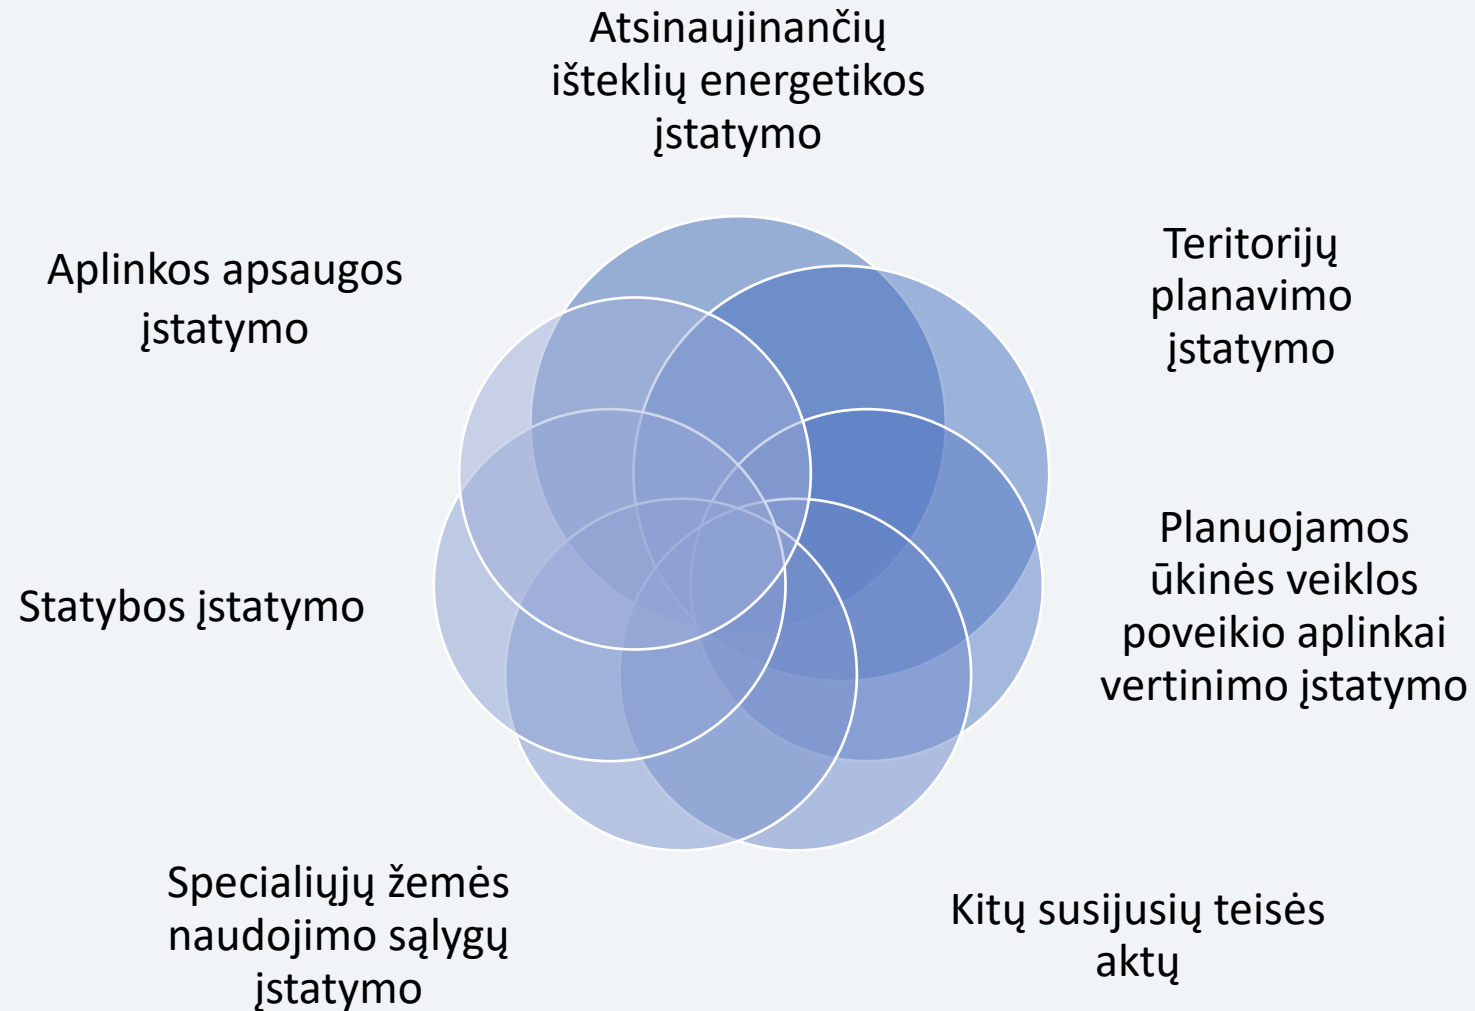 Atsinaujinančių
išteklių energetikos
įstatymo
Teritorijų
planavimo
įstatymo
Planuojamos
ūkinės veiklos
poveikio aplinkai
vertinimo įstatymo
Kitų susijusių teisės
aktų
Specialiųjų žemės
naudojimo sąlygų
įstatymo
Statybos įstatymo
Aplinkos apsaugos
įstatymo